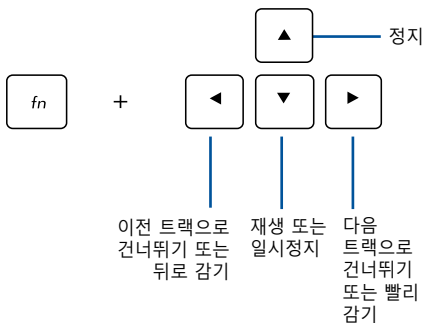 정지
fn
+
이전 트랙으로
건너뛰기 또는
뒤로 감기
재생 또는
일시정지
다음
트랙으로
건너뛰기
또는 빨리
감기